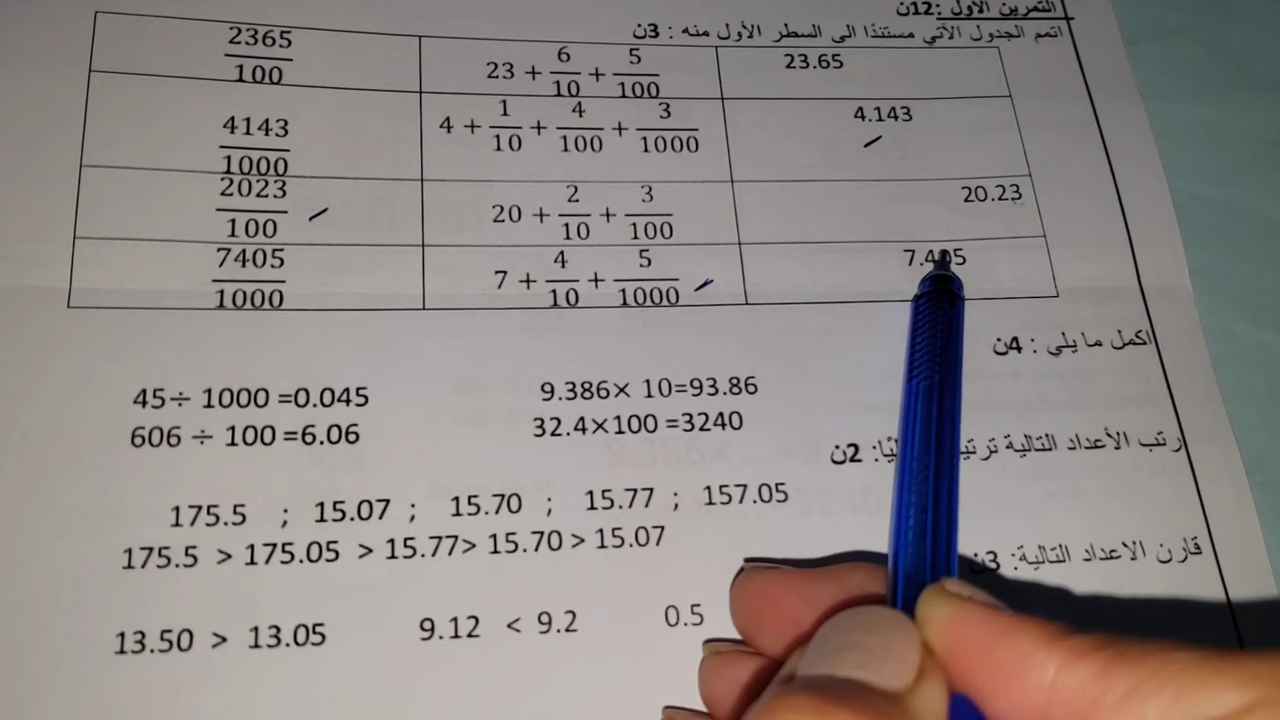 التمرين الأول :12ن
اتمم الجدول الآتي مستندًا الى السطر الأول منه : 3ن
2365/100 23 + 6/10 + 5/100 23.65
4143/1000 4 + 1/10 + 4/100 + 3/1000 4.143
2023/100 20 + 2/10 + 3/100 20.23
7405/1000 7 + 4/10 + 5/1000 7.405
اكمل ما يلي : 4ن
45÷ 1000 =0.045 9.386× 10=93.86
606 ÷ 100 =6.06 32.4×100 =3240
رتب الأعداد التالية : 2ن
175.5 ; 15.07 ; 15.70 ; 15.77 ; 157.05
175.5 > 175.05 > 15.77> 15.70 > 15.07
قارن الاعداد التالية: 3ن
13.50 > 13.05 9.12 < 9.2 0.5